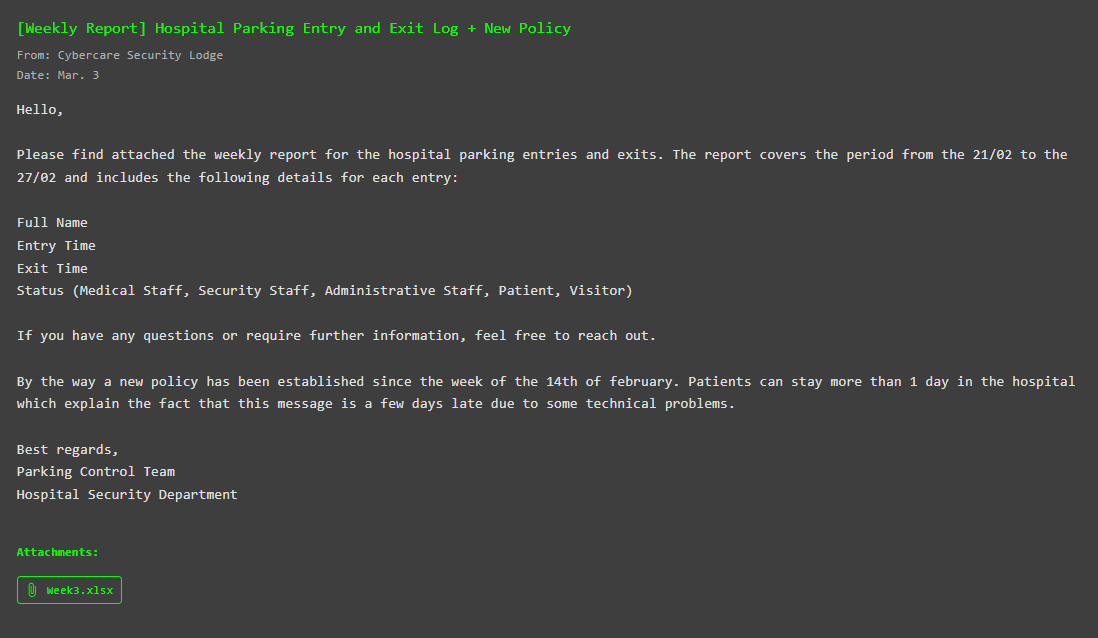 [Weekly Report] Hospital Parking Entry and Exit Log + New Policy
From: Cybercare Security Lodge
Date: Mar. 3
Hello,
Please find attached the weekly report for the hospital parking entries and exits. The report covers the period from the 21/02 to the
27/02 and includes the following details for each entry:
Full Name
Entry Time
Exit Time
Status (Medical Staff, Security Staff, Administrative Staff, Patient, Visitor)
If you have any questions or require further information, feel free to reach out.
By the way a new policy has been established since the week of the 14th of february. Patients can stay more than 1 day in the hospital
which explain the fact that this message is a few days late due to some technical problems.
Best regards,
Parking Control Team
Hospital Security Department
Attachments:
Week3.xlsx